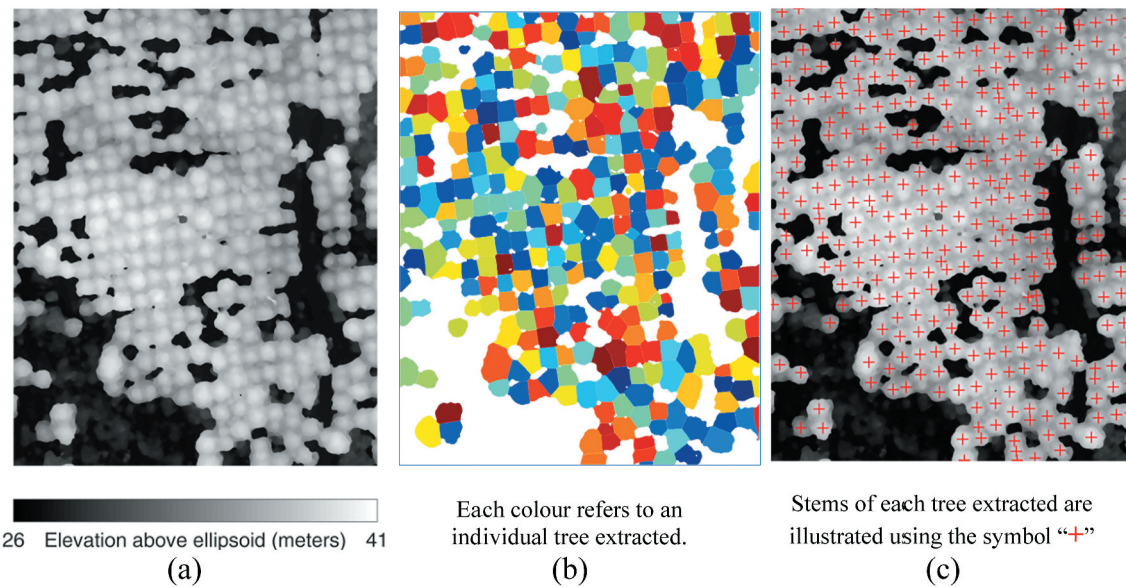 26 Elevation above ellipsoid (meters) 41
(a)
Each colour refers to an
individual tree extracted.
(b)
Stems of each tree extracted are
illustrated using the symbol “+”
(c)